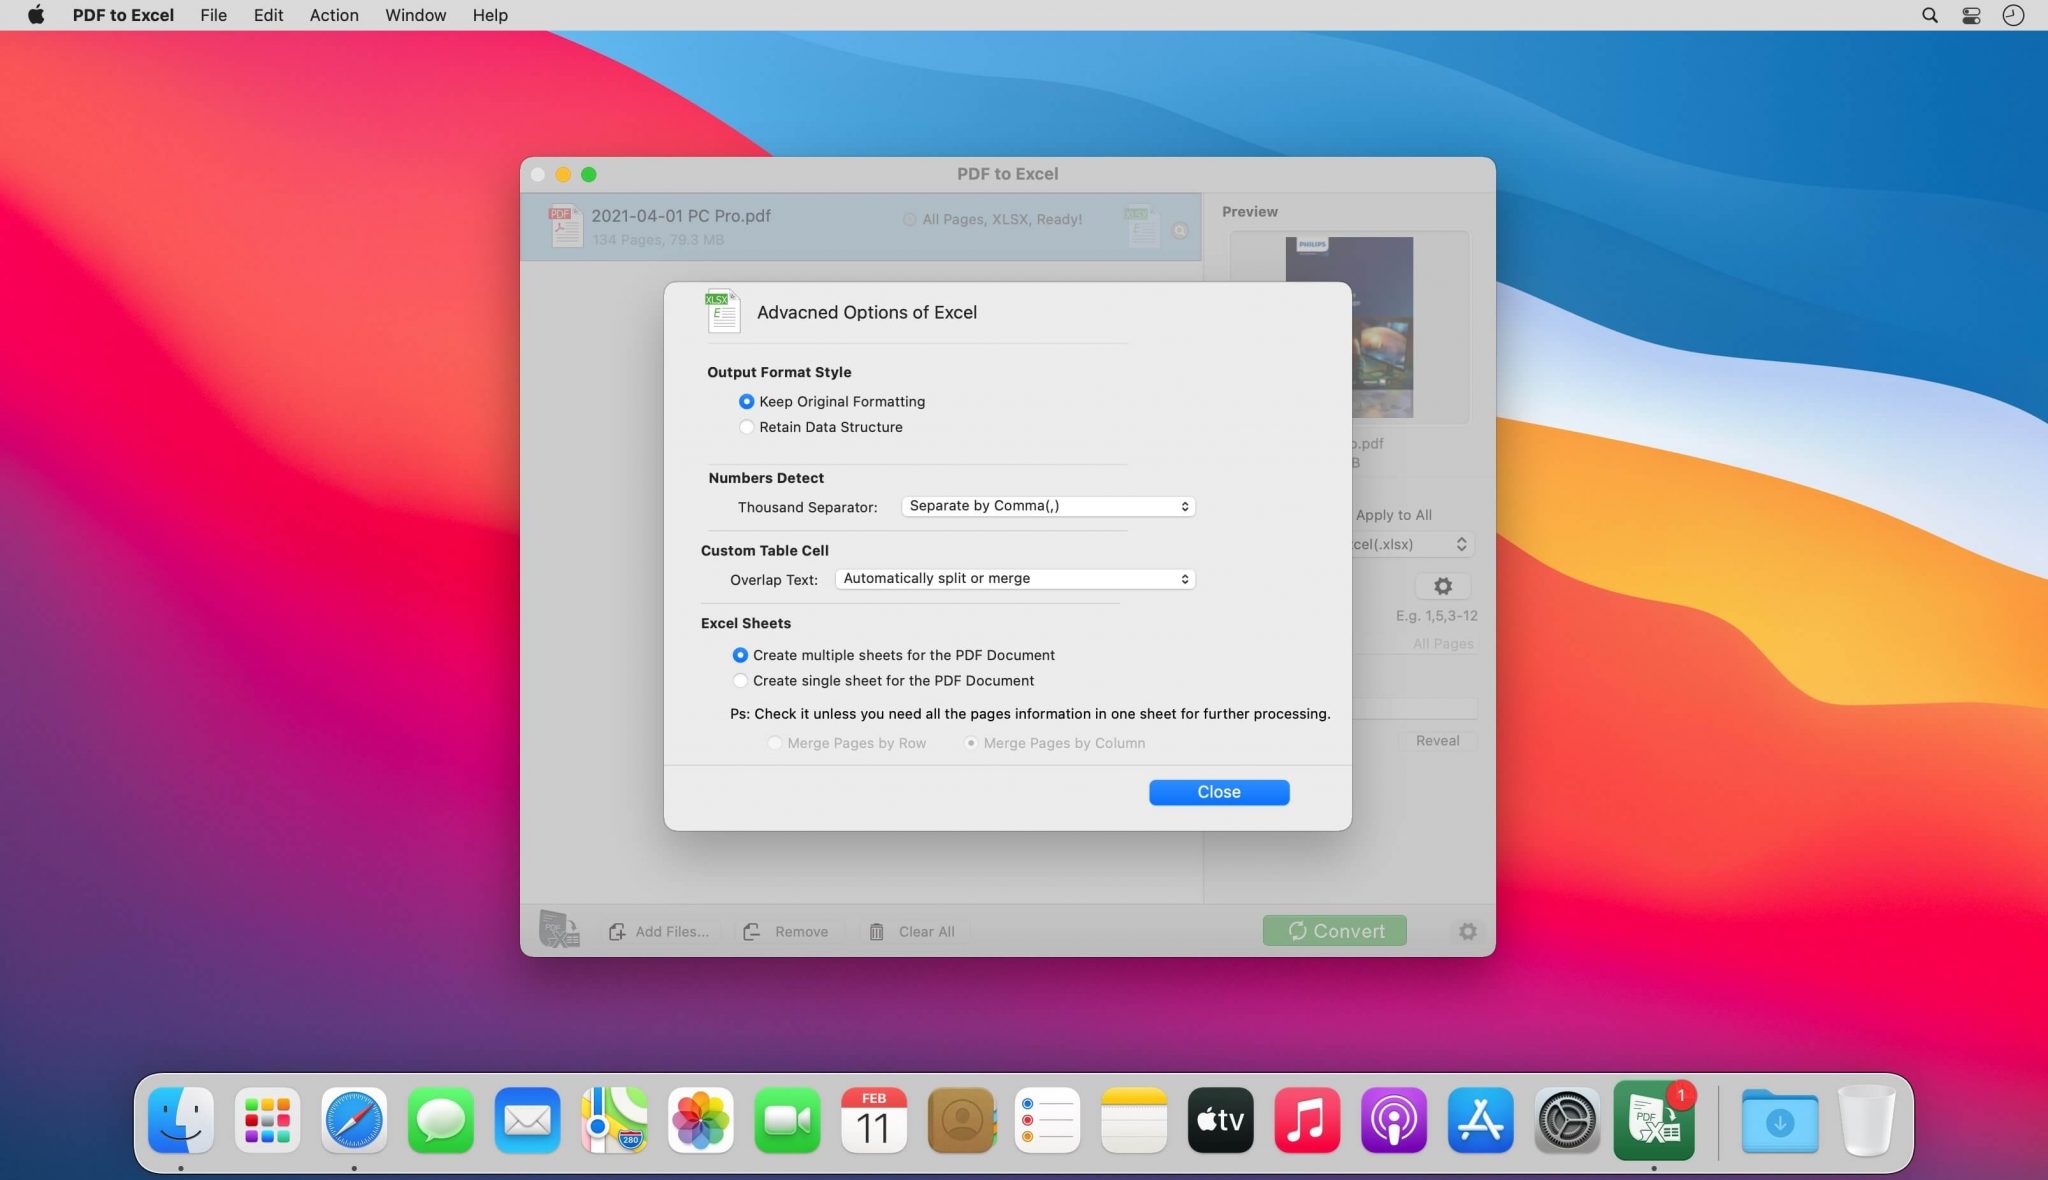 PDF to Excel File Edit Action Window Help
PDF to Excel
PDF
2021-04-01 PC Pro.pdf
134 Pages, 79.3 MB
All Pages, XLSX, Ready!
XLSX
E
Preview
PHILIPS
XLSX
E
Advacned Options of Excel
Output Format Style
Keep Original Formatting
Retain Data Structure
Numbers Detect
Thousand Separator: Separate by Comma(,)
Custom Table Cell
Overlap Text: Automatically split or merge
Excel Sheets
Create multiple sheets for the PDF Document
Create single sheet for the PDF Document
Ps: Check it unless you need all the pages information in one sheet for further processing.
Merge Pages by Row Merge Pages by Column
Close
o.pdf
B
Apply to All
cel(.xlsx)
E.g. 1,5,3-12
All Pages
Reveal
Add Files... Remove Clear All Convert
280
FEB
11
tv
PDF
1